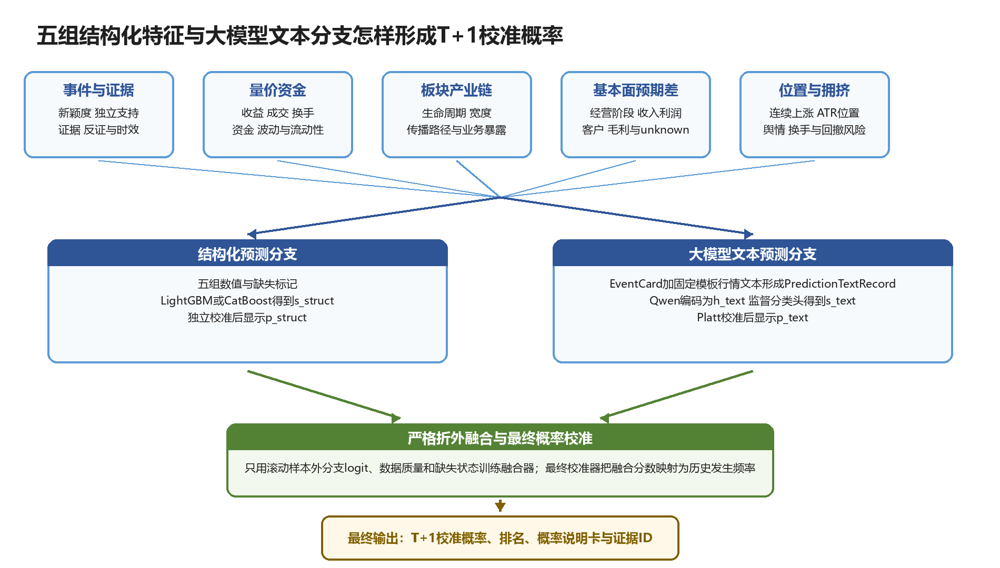 五组结构化特征与大模型文本分支怎样形成T+1校准概率
事件与证据
新颖度 独立支持
证据 反证与时效
量价资金
收益 成交 换手
资金 波动与流动性
板块产业链
生命周期 宽度
传播路径与业务暴露
基本面预期差
经营阶段 收入利润
客户 毛利与unknown
位置与拥挤
连续上涨 ATR位置
舆情 换手与回撤风险
结构化预测分支
五组数值与缺失标记
LightGBM或CatBoost得到s_struct
独立校准后显示p_struct
大模型文本预测分支
EventCard加固定模板行情文本形成PredictionTextRecord
Qwen编码为h_text 监督分类头得到s_text
Platt校准后显示p_text
严格折外融合与最终概率校准
只用滚动样本外分支logit、数据质量和缺失状态训练融合器；最终校准器把融合分数映射为历史发生频率
最终输出：T+1校准概率、排名、概率说明卡与证据ID